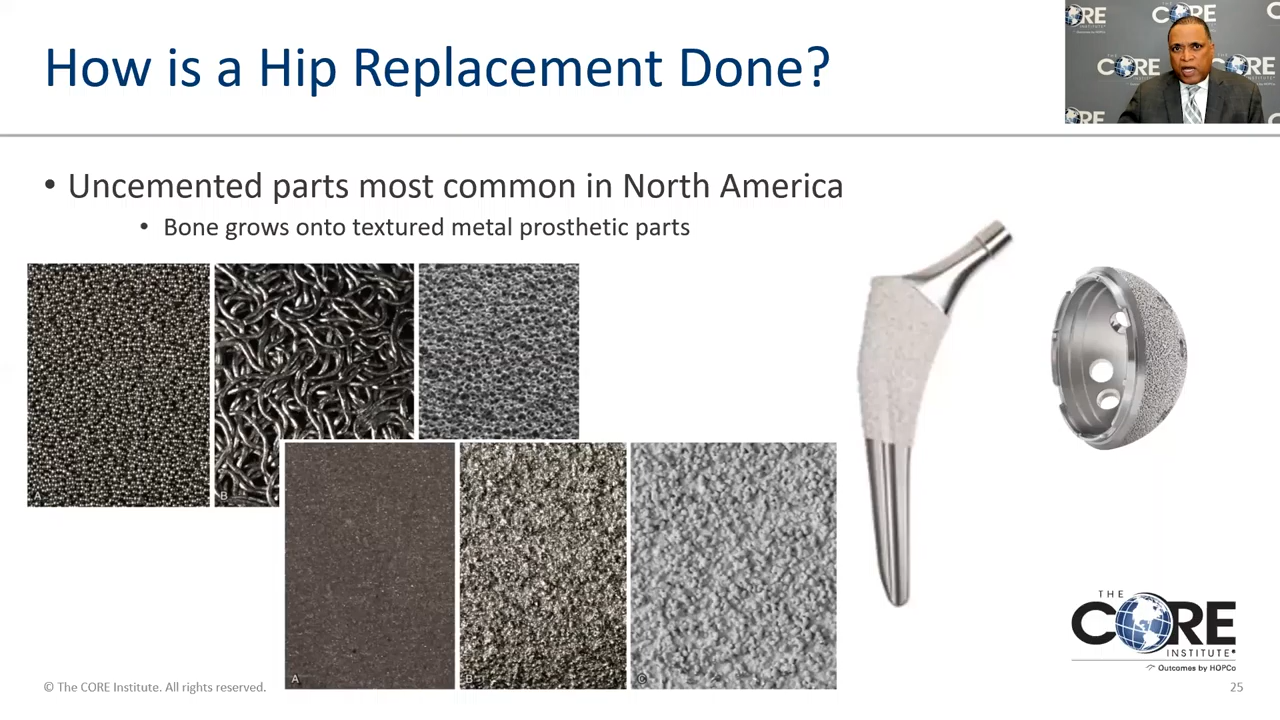 How is a Hip Replacement Done?
• Uncemented parts most common in North America
• Bone grows onto textured metal prosthetic parts
A
B
A
B
C
THE
CORE
INSTITUTE®
Outcomes by HOPCo
© The CORE Institute. All rights reserved.
25